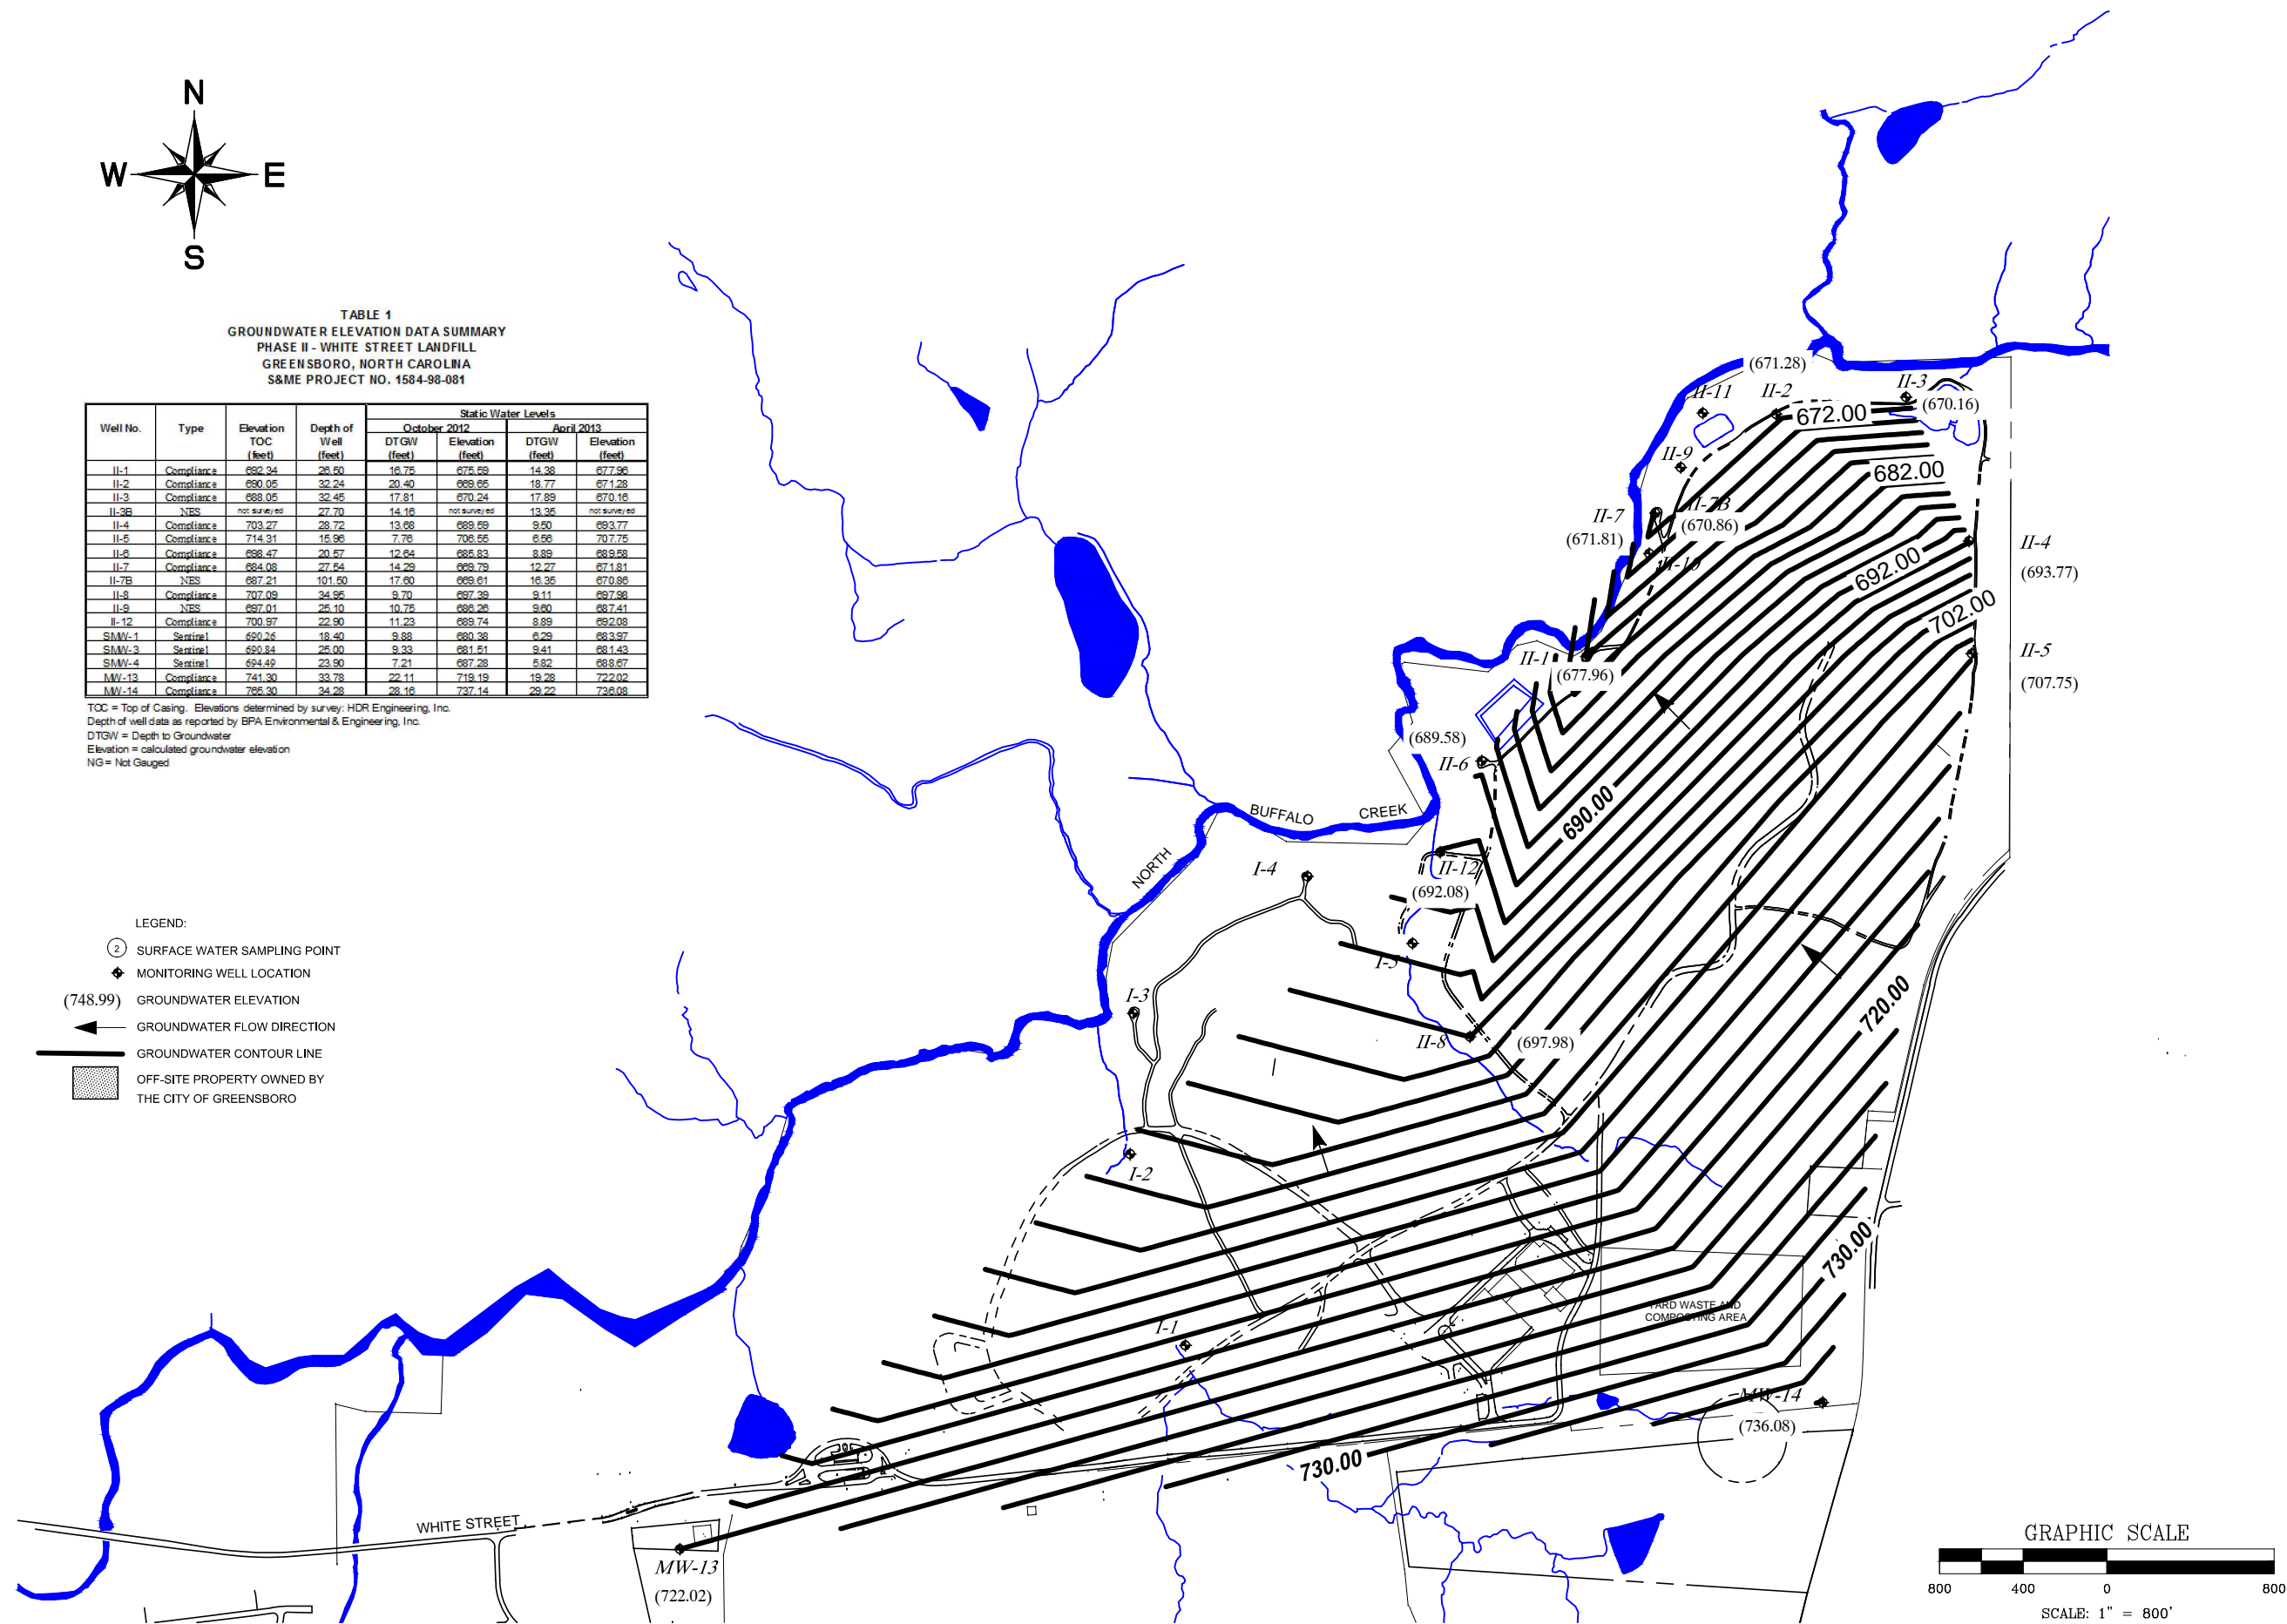 N
W E
S
TABLE 1
GROUNDWATER ELEVATION DATA SUMMARY
PHASE II - WHITE STREET LANDFILL
GREENSBORO, NORTH CAROLINA
S&ME PROJECT NO. 1584-98-081
Static Water Levels
Well No. Type Elevation Depth of October 2012 April 2013
TOC Well DTGW Elevation DTGW Elevation
(feet) (feet) (feet) (feet) (feet) (feet)
II-1 Compliance 692.34 26.50 16.75 675.59 14.38 677.96
II-2 Compliance 690.05 32.24 20.40 669.65 18.77 671.28
II-3 Compliance 688.05 32.45 17.81 670.24 17.89 670.16
II-3B NES not surveyed 27.70 14.16 not surveyed 13.35 not surveyed
II-4 Compliance 703.27 28.72 13.68 689.59 9.50 693.77
II-5 Compliance 714.31 15.96 7.76 706.55 6.56 707.75
II-6 Compliance 698.47 20.57 12.64 685.83 8.89 689.58
II-7 Compliance 684.08 27.54 14.29 669.79 12.27 671.81
II-7B NES 687.21 101.50 17.60 669.61 16.35 670.86
II-8 Compliance 707.09 34.95 9.70 697.39 9.11 697.98
II-9 NES 697.01 25.10 10.75 686.26 9.60 687.41
II-12 Compliance 700.97 22.90 11.23 689.74 8.89 692.08
SMW-1 Sentinel 690.26 18.40 9.88 680.38 6.29 683.97
SMW-3 Sentinel 690.84 25.00 9.33 681.51 9.41 681.43
SMW-4 Sentinel 694.49 23.90 7.21 687.28 5.82 688.67
MW-13 Compliance 741.30 33.78 22.11 719.19 19.28 722.02
MW-14 Compliance 765.30 34.28 28.16 737.14 29.22 736.08
TOC = Top of Casing. Elevations determined by survey: HDR Engineering, Inc.
Depth of well data as reported by BPA Environmental & Engineering, Inc.
DTGW = Depth to Groundwater
Elevation = calculated groundwater elevation
NG = Not Gauged
LEGEND:
2 SURFACE WATER SAMPLING POINT
MONITORING WELL LOCATION
(748.99) GROUNDWATER ELEVATION
GROUNDWATER FLOW DIRECTION
GROUNDWATER CONTOUR LINE
OFF-SITE PROPERTY OWNED BY
THE CITY OF GREENSBORO
(671.28)
II-11
II-2
II-3
(670.16)
672.00
II-9
682.00
II-7
(671.81)
II-7B
(670.86)
II-10
II-4
(693.77)
692.00
702.00
II-5
(707.75)
II-1
(677.96)
(689.58)
II-6
690.00
NORTH BUFFALO CREEK
I-4
II-12
(692.08)
I-5
I-3
II-8
(697.98)
720.00
I-2
730.00
YARD WASTE AND
COMPOSTING AREA
I-1
MW-14
(736.08)
730.00
WHITE STREET
MW-13
(722.02)
GRAPHIC SCALE
800 400 0 800
SCALE: 1" = 800'